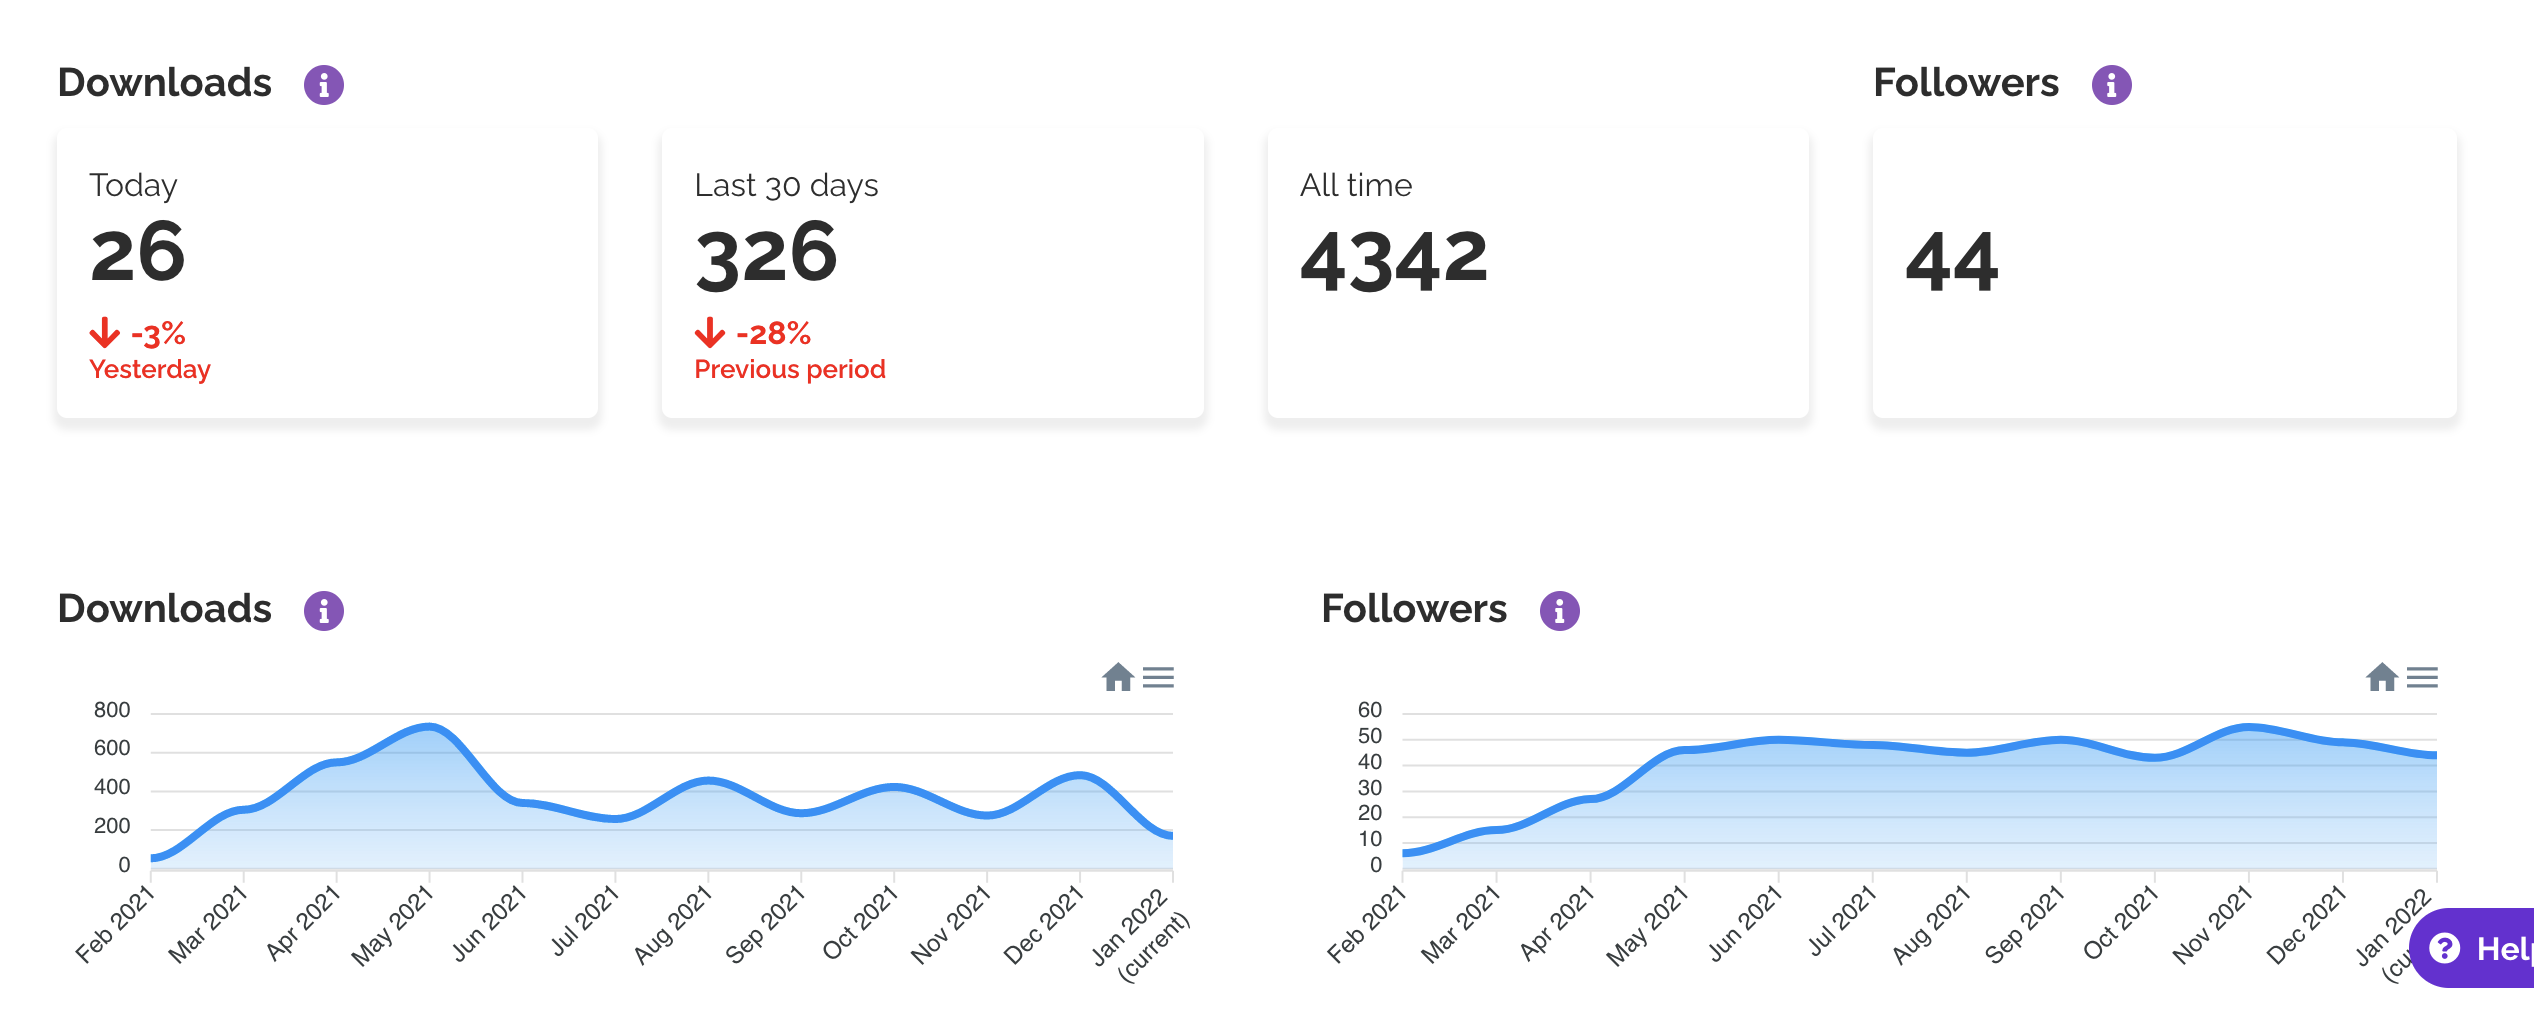 Downloads
Followers
Today
26
-3%
Yesterday
Last 30 days
326
-28%
Previous period
All time
4342
44
Downloads
800
600
400
200
0
Feb 2021
Mar 2021
Apr 2021
May 2021
Jun 2021
Jul 2021
Aug 2021
Sep 2021
Oct 2021
Nov 2021
Dec 2021
Jan 2022
(current)
Followers
60
50
40
30
20
10
0
Feb 2021
Mar 2021
Apr 2021
May 2021
Jun 2021
Jul 2021
Aug 2021
Sep 2021
Oct 2021
Nov 2021
Dec 2021
Jan 2022